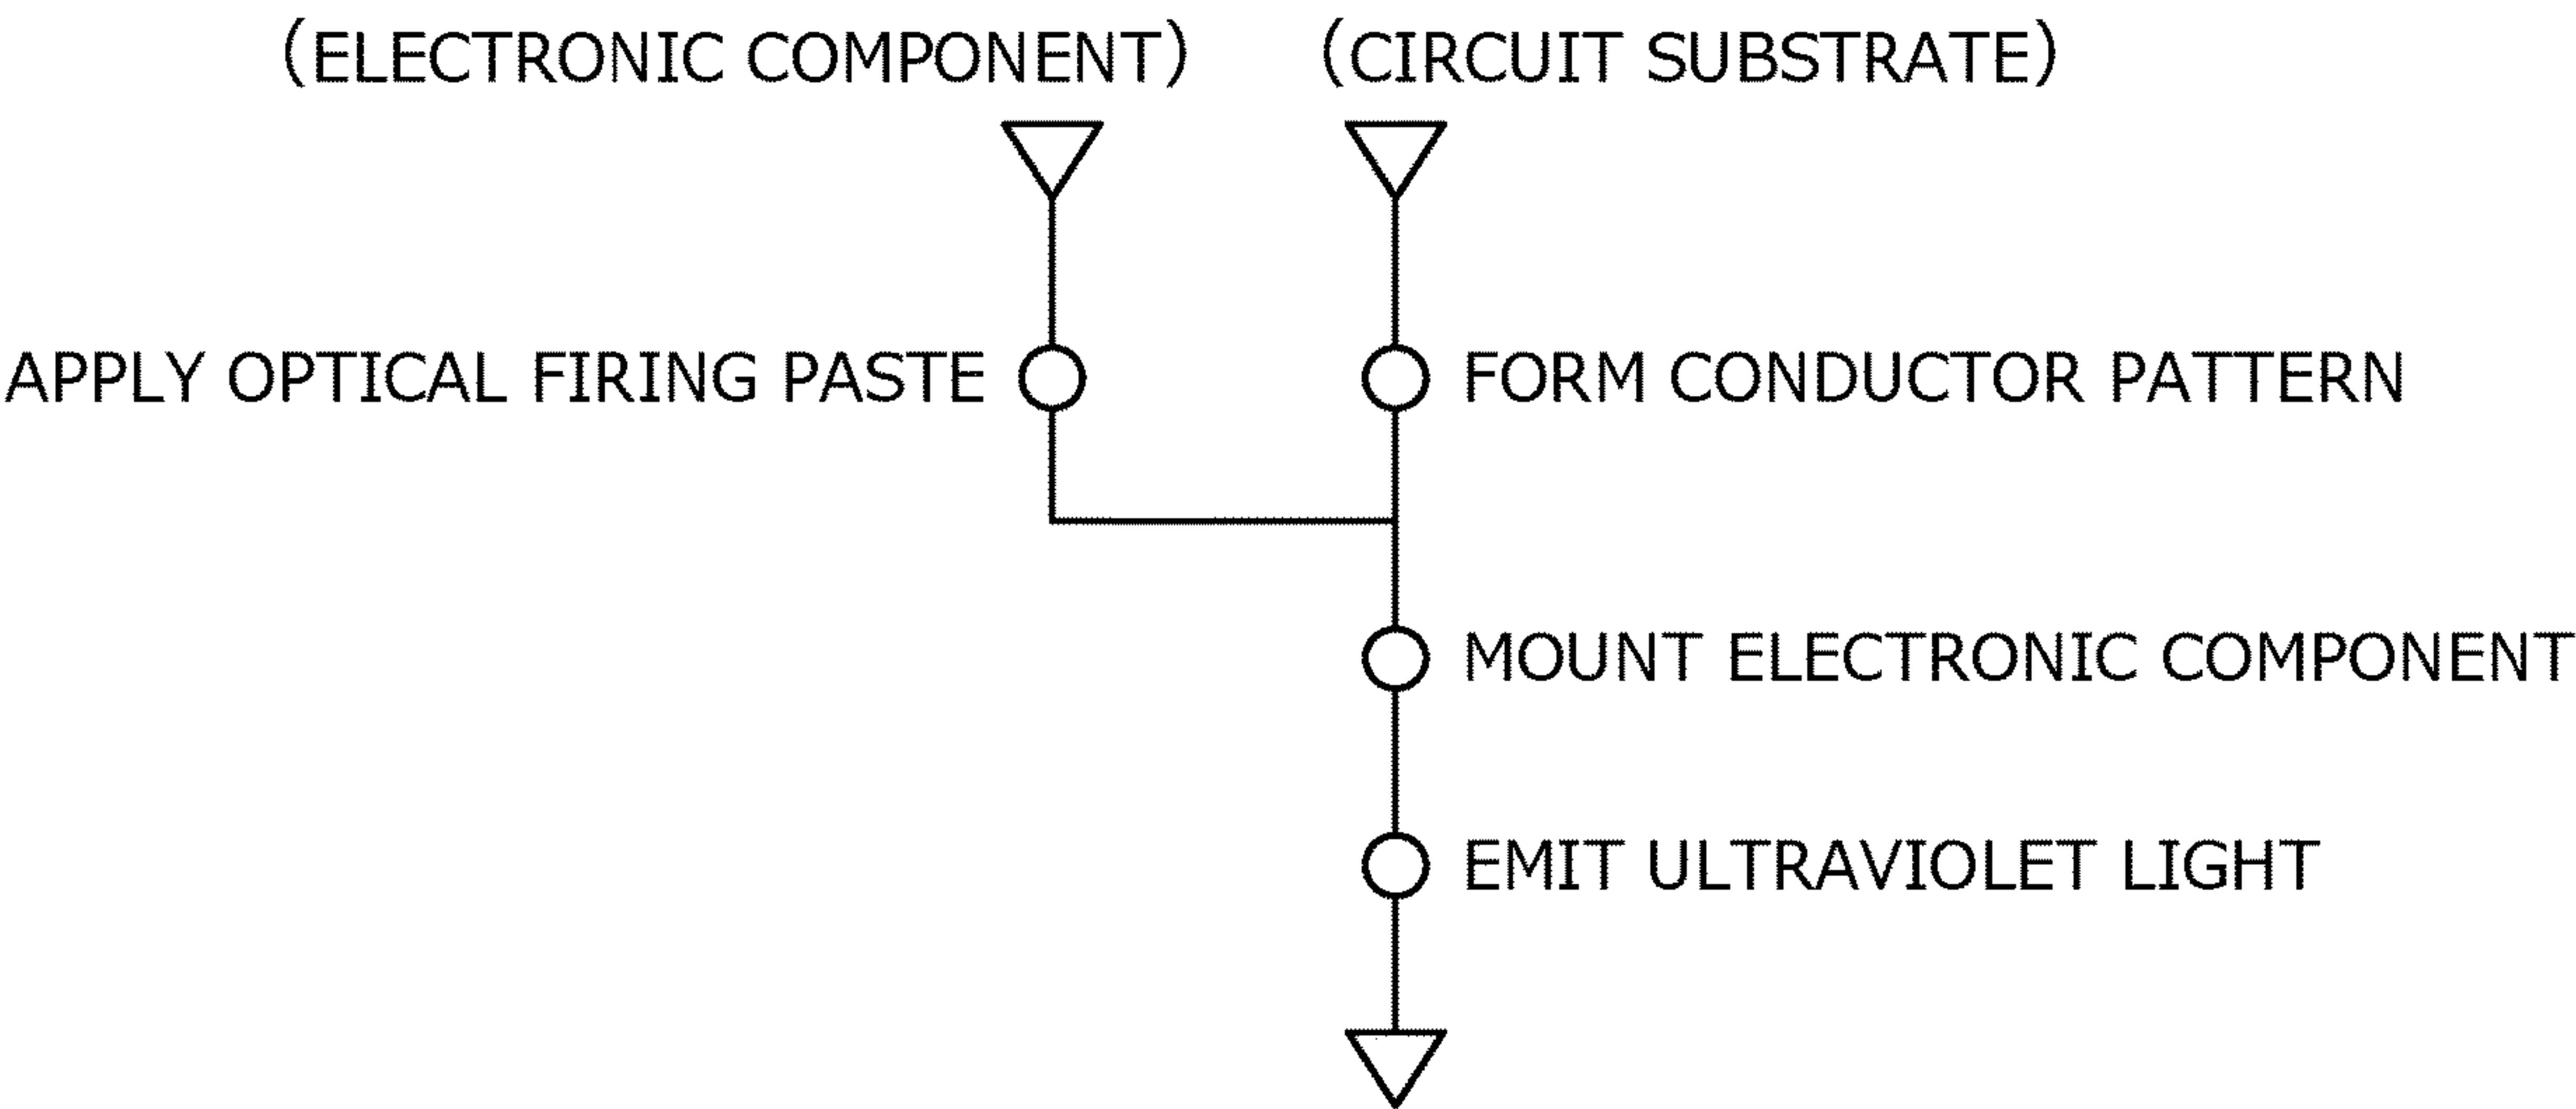 (ELECTRONIC COMPONENT) (CIRCUIT SUBSTRATE)
APPLY OPTICAL FIRING PASTE FORM CONDUCTOR PATTERN
MOUNT ELECTRONIC COMPONENT
EMIT ULTRAVIOLET LIGHT